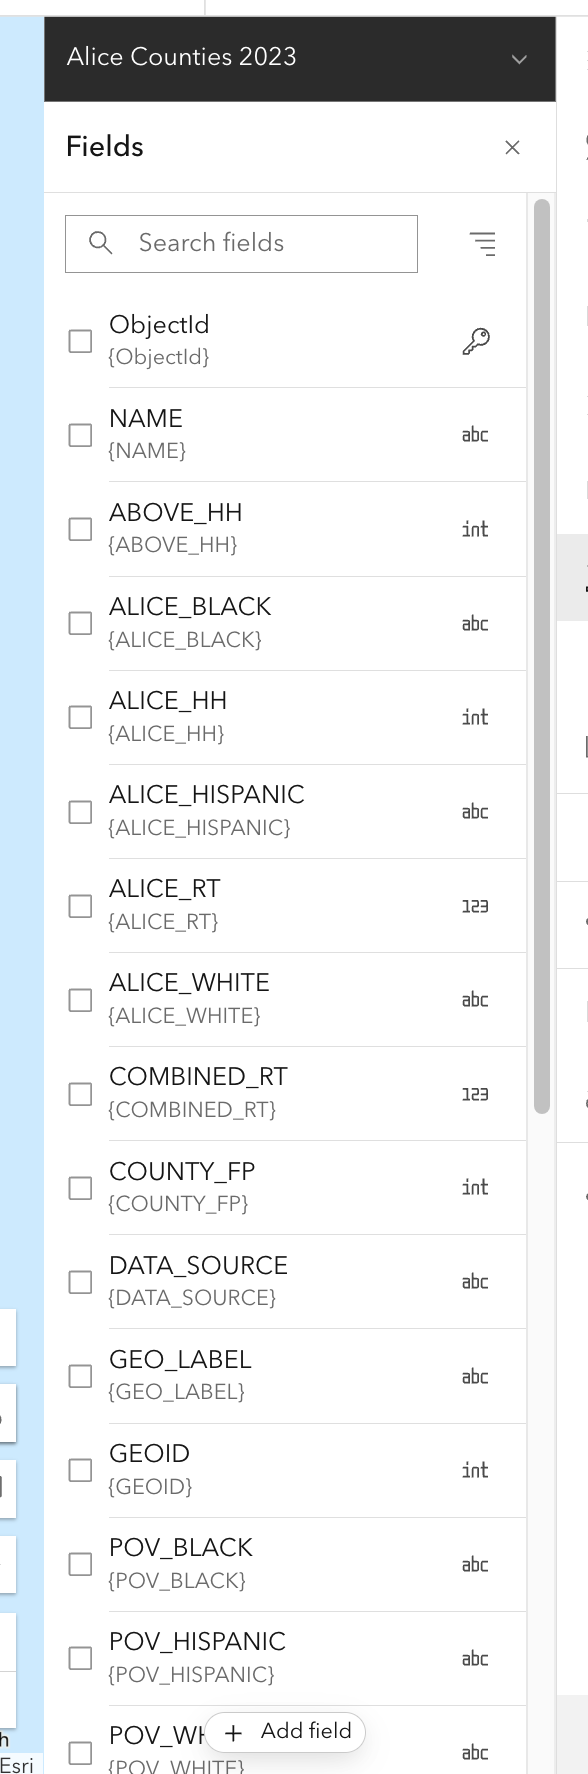 Alice Counties 2023
Fields
Search fields
ObjectId
{ObjectId}
NAME
{NAME}
abc
ABOVE_HH
{ABOVE_HH}
int
ALICE_BLACK
{ALICE_BLACK}
abc
ALICE_HH
{ALICE_HH}
int
ALICE_HISPANIC
{ALICE_HISPANIC}
abc
ALICE_RT
{ALICE_RT}
123
ALICE_WHITE
{ALICE_WHITE}
abc
COMBINED_RT
{COMBINED_RT}
123
COUNTY_FP
{COUNTY_FP}
int
DATA_SOURCE
{DATA_SOURCE}
abc
GEO_LABEL
{GEO_LABEL}
abc
GEOID
{GEOID}
int
POV_BLACK
{POV_BLACK}
abc
POV_HISPANIC
{POV_HISPANIC}
abc
+ Add field
{POV_WHITE}
abc
Esri